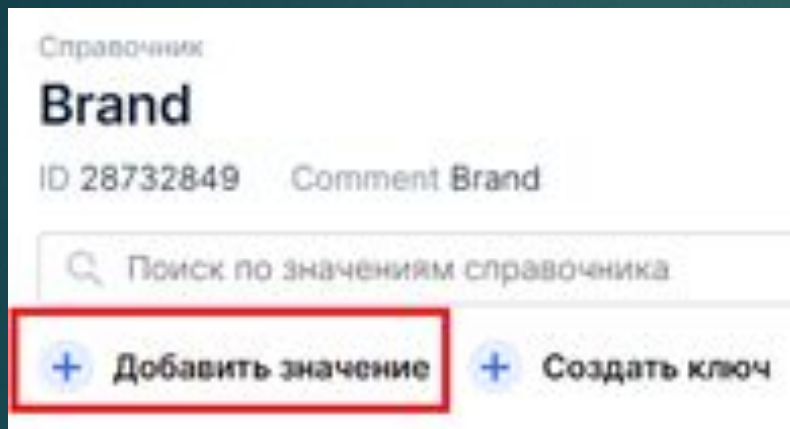 Справочник
Brand
ID 28732849 Comment Brand
Поиск по значениям справочника
Добавить значение Создать ключ